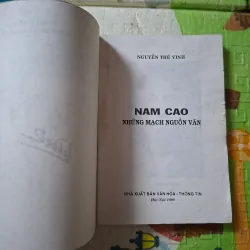 NGUYỄN THẾ VINH
NAM CAO
NHỮNG MẠCH NGUỒN VĂN
NHÀ XUẤT BẢN VĂN HÓA - THÔNG TIN